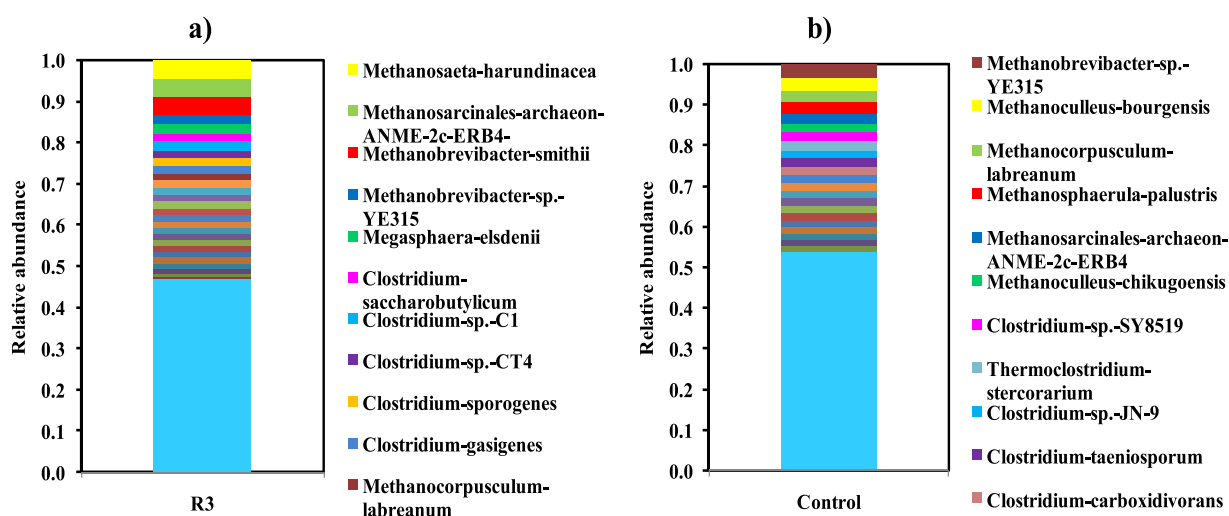 a)
Relative abundance
1.0
0.9
0.8
0.7
0.6
0.5
0.4
0.3
0.2
0.1
0.0
R3
Methanosaeta-harundinacea
Methanosarcinales-archaeon-
ANME-2c-ERB4-
Methanobrevibacter-smithii
Methanobrevibacter-sp.-
YE315
Megasphaera-elsdenii
Clostridium-
saccharobutylicum
Clostridium-sp.-C1
Clostridium-sp.-CT4
Clostridium-sporogenes
Clostridium-gasigenes
Methanocorpusculum-
labreanum
b)
Relative abundance
1.0
0.9
0.8
0.7
0.6
0.5
0.4
0.3
0.2
0.1
0.0
Control
Methanobrevibacter-sp.-
YE315
Methanoculleus-bourgensis
Methanocorpusculum-
labreanum
Methanosphaerula-palustris
Methanosarcinales-archaeon-
ANME-2c-ERB4
Methanoculleus-chikugoensis
Clostridium-sp.-SY8519
Thermoclostridium-
stercorarium
Clostridium-sp.-JN-9
Clostridium-taeniosporum
Clostridium-carboxidivorans